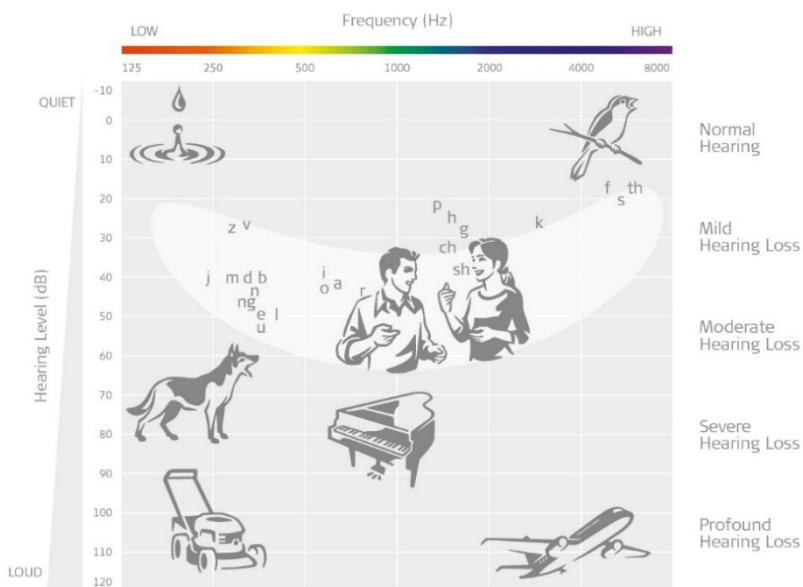 Frequency (Hz)
LOW HIGH
125 250 500 1000 2000 4000 8000
QUIET
Hearing Level (dB)
LOUD
-10
0
10
20
30
40
50
60
70
80
90
100
110
120
f th
s
p
h
g
k
z v
ch
sh
j m d b
n
ng
e l
u
i
o a
r
Normal
Hearing
Mild
Hearing Loss
Moderate
Hearing Loss
Severe
Hearing Loss
Profound
Hearing Loss